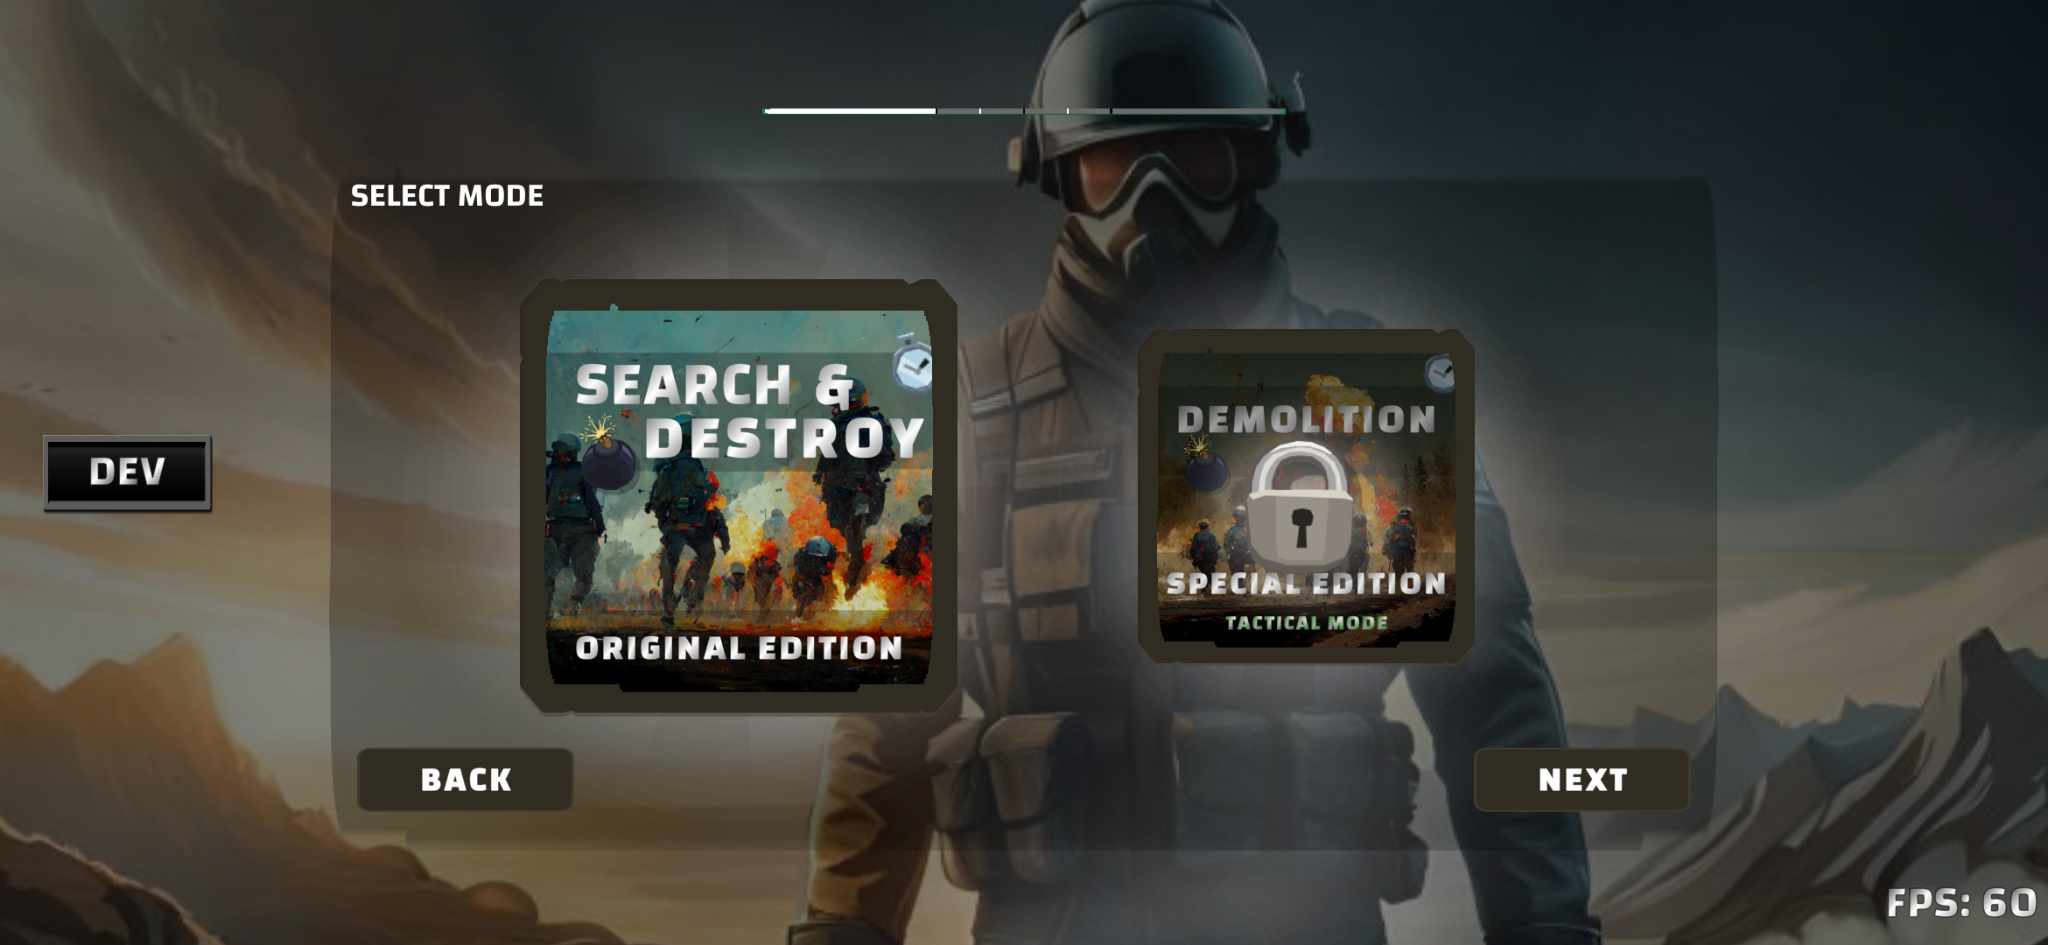 SELECT MODE
SEARCH &
DESTROY
ORIGINAL EDITION
DEMOLITION
SPECIAL EDITION
TACTICAL MODE
DEV
BACK
NEXT
FPS: 60